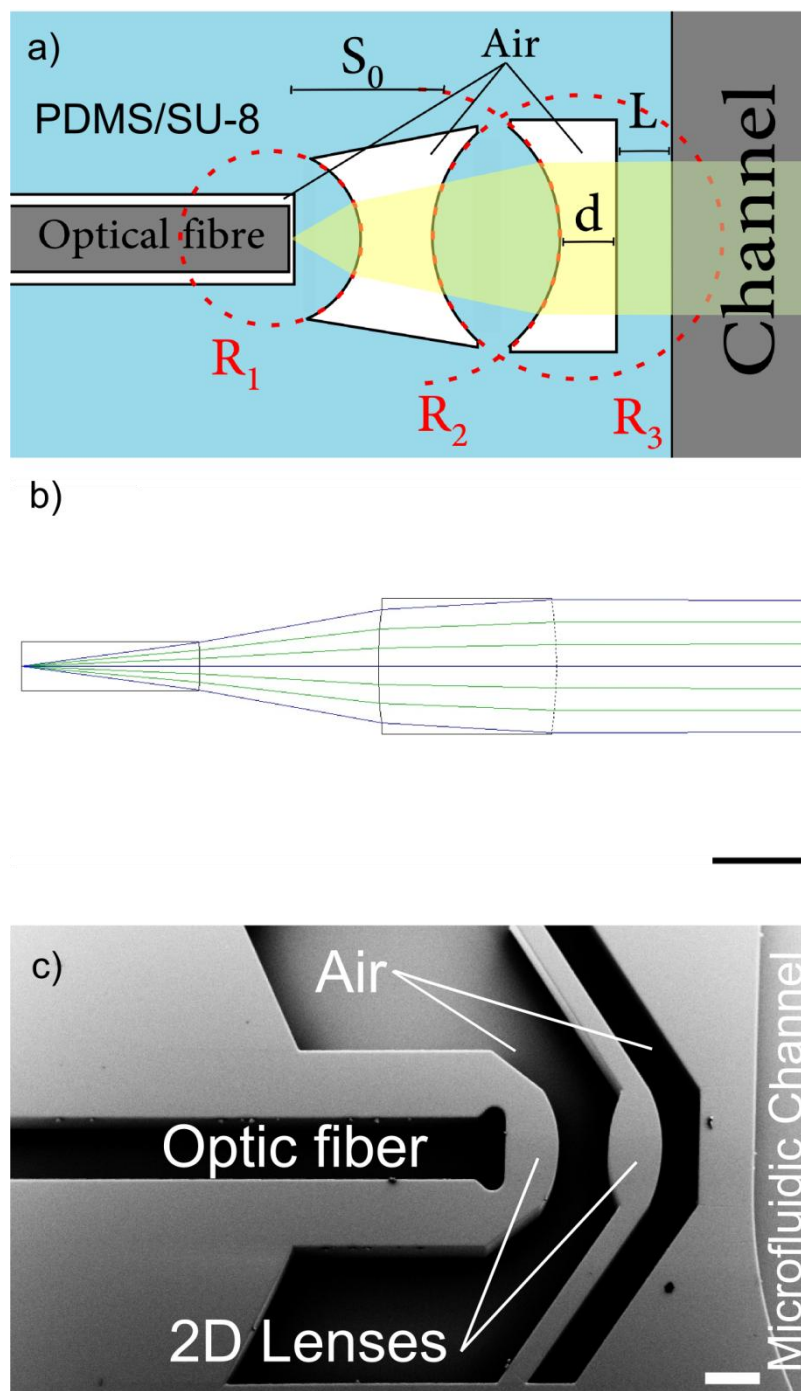 a)
Air
S₀
PDMS/SU-8
L
Optical fibre
d
Channel
R₁
R₂
R₃
b)
c)
Air
Optic fiber
2D Lenses
Microfluidic Channel